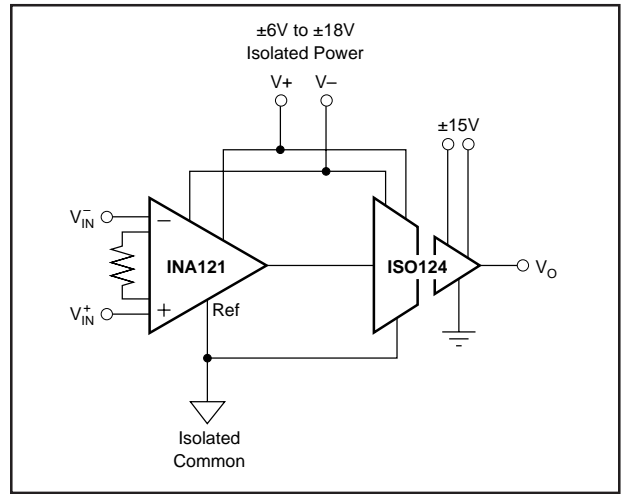 ±6V to ±18V
Isolated Power
V+ V–
±15V
V–IN
–
INA121
ISO124
VO
V+IN
+
Ref
Isolated
Common